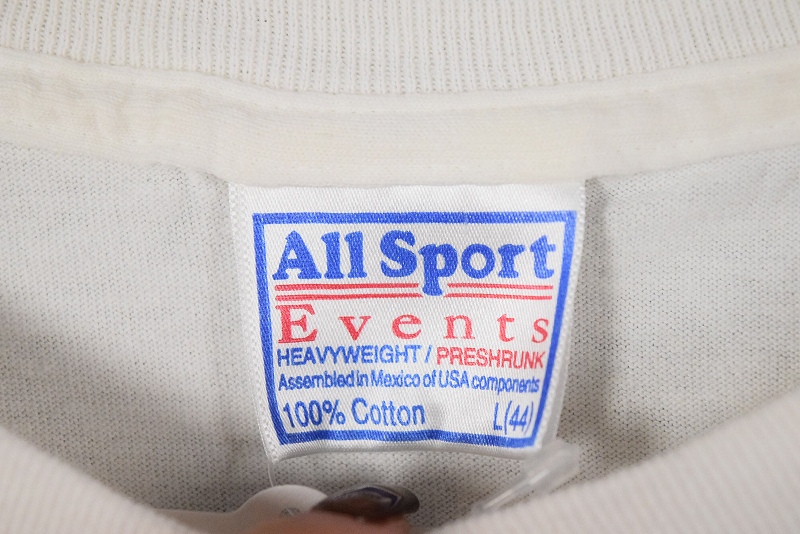 All Sport
Events
HEAVYWEIGHT / PRESHRUNK
Assembled in Mexico of USA components
100% Cotton L(44)